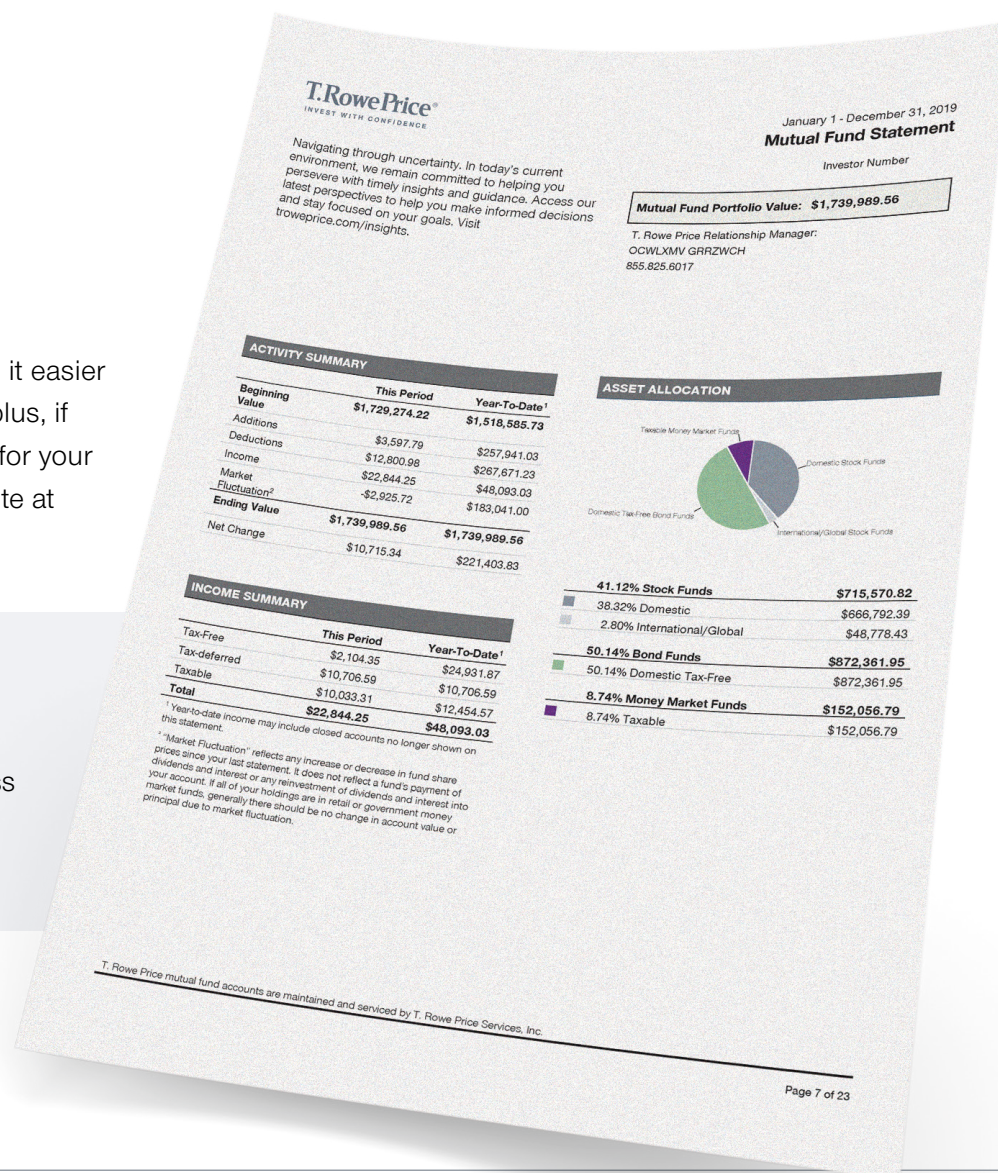 it easier
plus, if
for your
te at
ss
T.RowePrice®
INVEST WITH CONFIDENCE
January 1 - December 31, 2019
Mutual Fund Statement
Investor Number
Navigating through uncertainty. In today's current
environment, we remain committed to helping you
persevere with timely insights and guidance. Access our
latest perspectives to help you make informed decisions
and stay focused on your goals. Visit
troweprice.com/insights.
Mutual Fund Portfolio Value: $1,739,989.56
T. Rowe Price Relationship Manager:
OCWLXMV GRRZWCH
855.825.6017
ACTIVITY SUMMARY
This Period Year-To-Date¹
Beginning
Value $1,729,274.22 $1,518,585.73
Additions $3,597.79 $257,941.03
Deductions $12,800.98 $267,671.23
Income $22,844.25 $48,093.03
Market
Fluctuation² -$2,925.72 $183,041.00
Ending Value $1,739,989.56 $1,739,989.56
Net Change $10,715.34 $221,403.83
ASSET ALLOCATION
Taxable Money Market Funds
Domestic Stock Funds
Domestic Tax-Free Bond Funds
International/Global Stock Funds
41.12% Stock Funds $715,570.82
38.32% Domestic $666,792.39
2.80% International/Global $48,778.43
50.14% Bond Funds $872,361.95
50.14% Domestic Tax-Free $872,361.95
8.74% Money Market Funds $152,056.79
8.74% Taxable $152,056.79
INCOME SUMMARY
This Period Year-To-Date¹
Tax-Free $2,104.35 $24,931.87
Tax-deferred $10,706.59 $10,706.59
Taxable $10,033.31 $12,454.57
Total $22,844.25 $48,093.03
¹ Year-to-date income may include closed accounts no longer shown on
this statement.
² "Market Fluctuation" reflects any increase or decrease in fund share
prices since your last statement. It does not reflect a fund's payment of
dividends and interest or any reinvestment of dividends and interest into
your account. If all of your holdings are in retail or government money
market funds, generally there should be no change in account value or
principal due to market fluctuation.
T. Rowe Price mutual fund accounts are maintained and serviced by T. Rowe Price Services, Inc.
Page 7 of 23